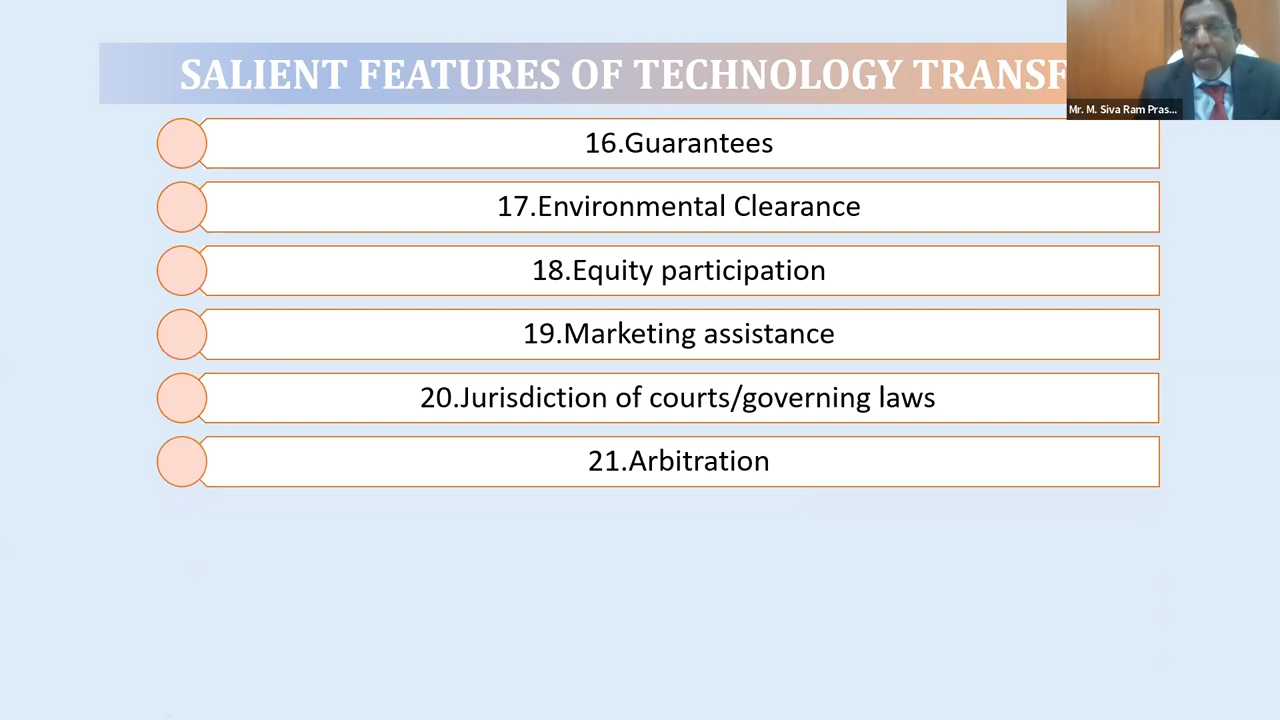 SALIENT FEATURES OF TECHNOLOGY TRANSF
Mr. M. Siva Ram Pras...
16.Guarantees
17.Environmental Clearance
18.Equity participation
19.Marketing assistance
20.Jurisdiction of courts/governing laws
21.Arbitration